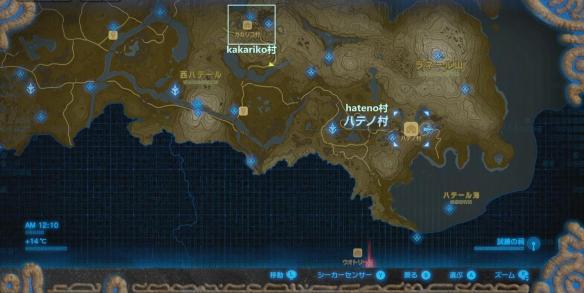 カカリコ村
kakariko村
西ハテール
ラネール山
hateno村
ハテノ村
ハテノ村
ハテール海
AM 12:10
+14℃
試練の祠
ウオトリー村
移動 L
シーカーセンサー Y
戻る B
選ぶ A
ズーム